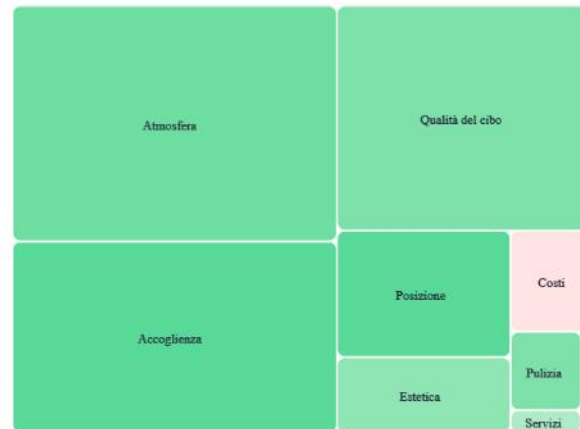 Atmosfera
Qualità del cibo
Accoglienza
Posizione
Costi
Pulizia
Estetica
Servizi